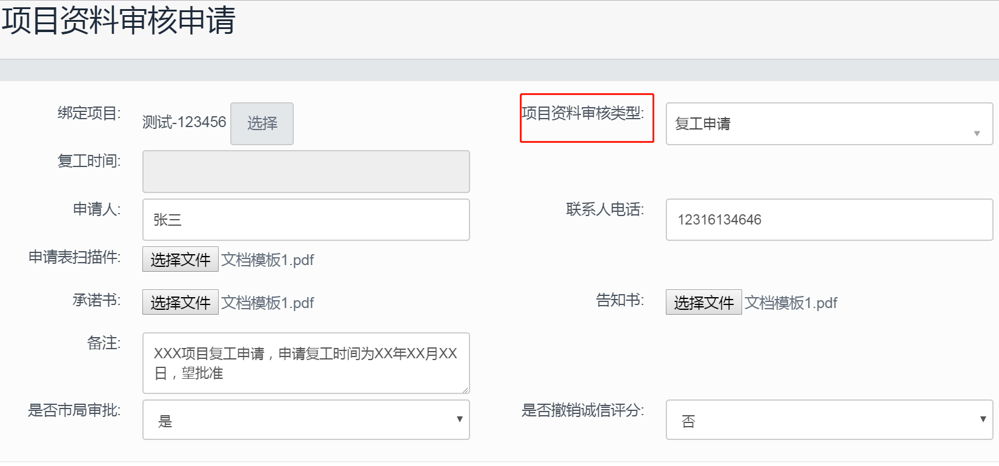 项目资料审核申请
绑定项目: 测试-123456 选择 项目资料审核类型: 复工申请
复工时间:
申请人: 张三 联系人电话: 12316134646
申请表扫描件: 选择文件 文档模板1.pdf
承诺书: 选择文件 文档模板1.pdf 告知书: 选择文件 文档模板1.pdf
备注: XXX项目复工申请，申请复工时间为XX年XX月XX
日，望批准
是否市局审批: 是 是否撤销诚信评分: 否